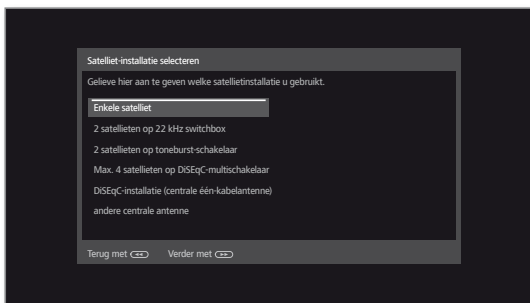 Satelliet-installatie selecteren
Gelieve hier aan te geven welke satellietinstallatie u gebruikt.
Enkele satelliet
2 satellieten op 22 kHz switchbox
2 satellieten op toneburst-schakelaar
Max. 4 satellieten op DiSEqC-multischakelaar
DiSEqC-installatie (centrale één-kabelantenne)
andere centrale antenne
Terug met Verder met